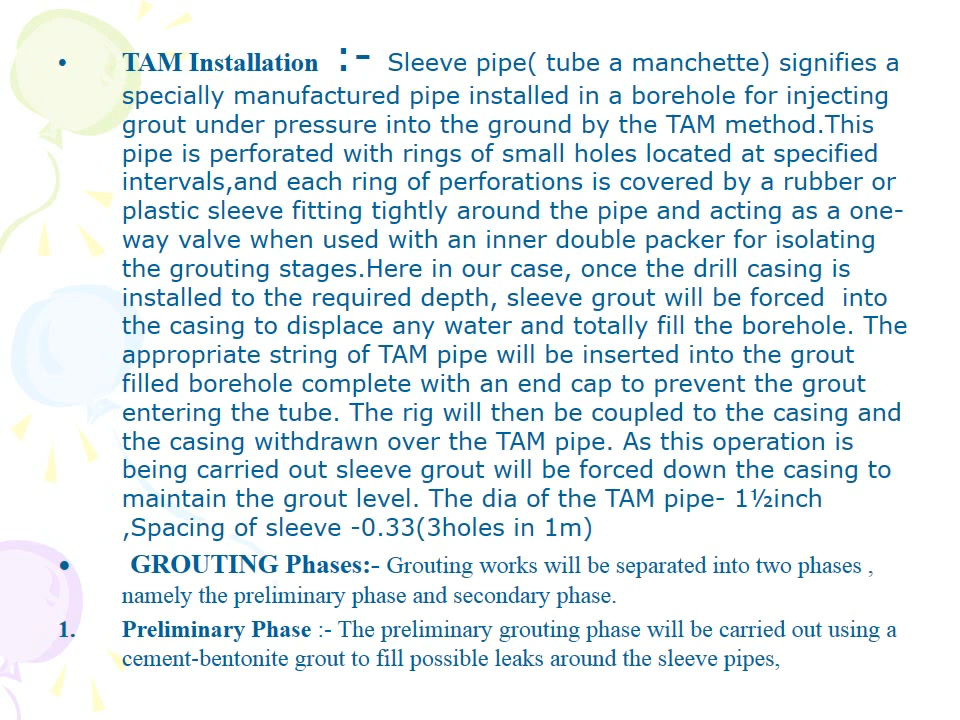 • TAM Installation :- Sleeve pipe( tube a manchette) signifies a
specially manufactured pipe installed in a borehole for injecting
grout under pressure into the ground by the TAM method.This
pipe is perforated with rings of small holes located at specified
intervals,and each ring of perforations is covered by a rubber or
plastic sleeve fitting tightly around the pipe and acting as a one-
way valve when used with an inner double packer for isolating
the grouting stages.Here in our case, once the drill casing is
installed to the required depth, sleeve grout will be forced  into
the casing to displace any water and totally fill the borehole. The
appropriate string of TAM pipe will be inserted into the grout
filled borehole complete with an end cap to prevent the grout
entering the tube. The rig will then be coupled to the casing and
the casing withdrawn over the TAM pipe. As this operation is
being carried out sleeve grout will be forced down the casing to
maintain the grout level. The dia of the TAM pipe- 1½inch
,Spacing of sleeve -0.33(3holes in 1m)
• GROUTING Phases:- Grouting works will be separated into two phases ,
namely the preliminary phase and secondary phase.
1. Preliminary Phase :- The preliminary grouting phase will be carried out using a
cement-bentonite grout to fill possible leaks around the sleeve pipes,